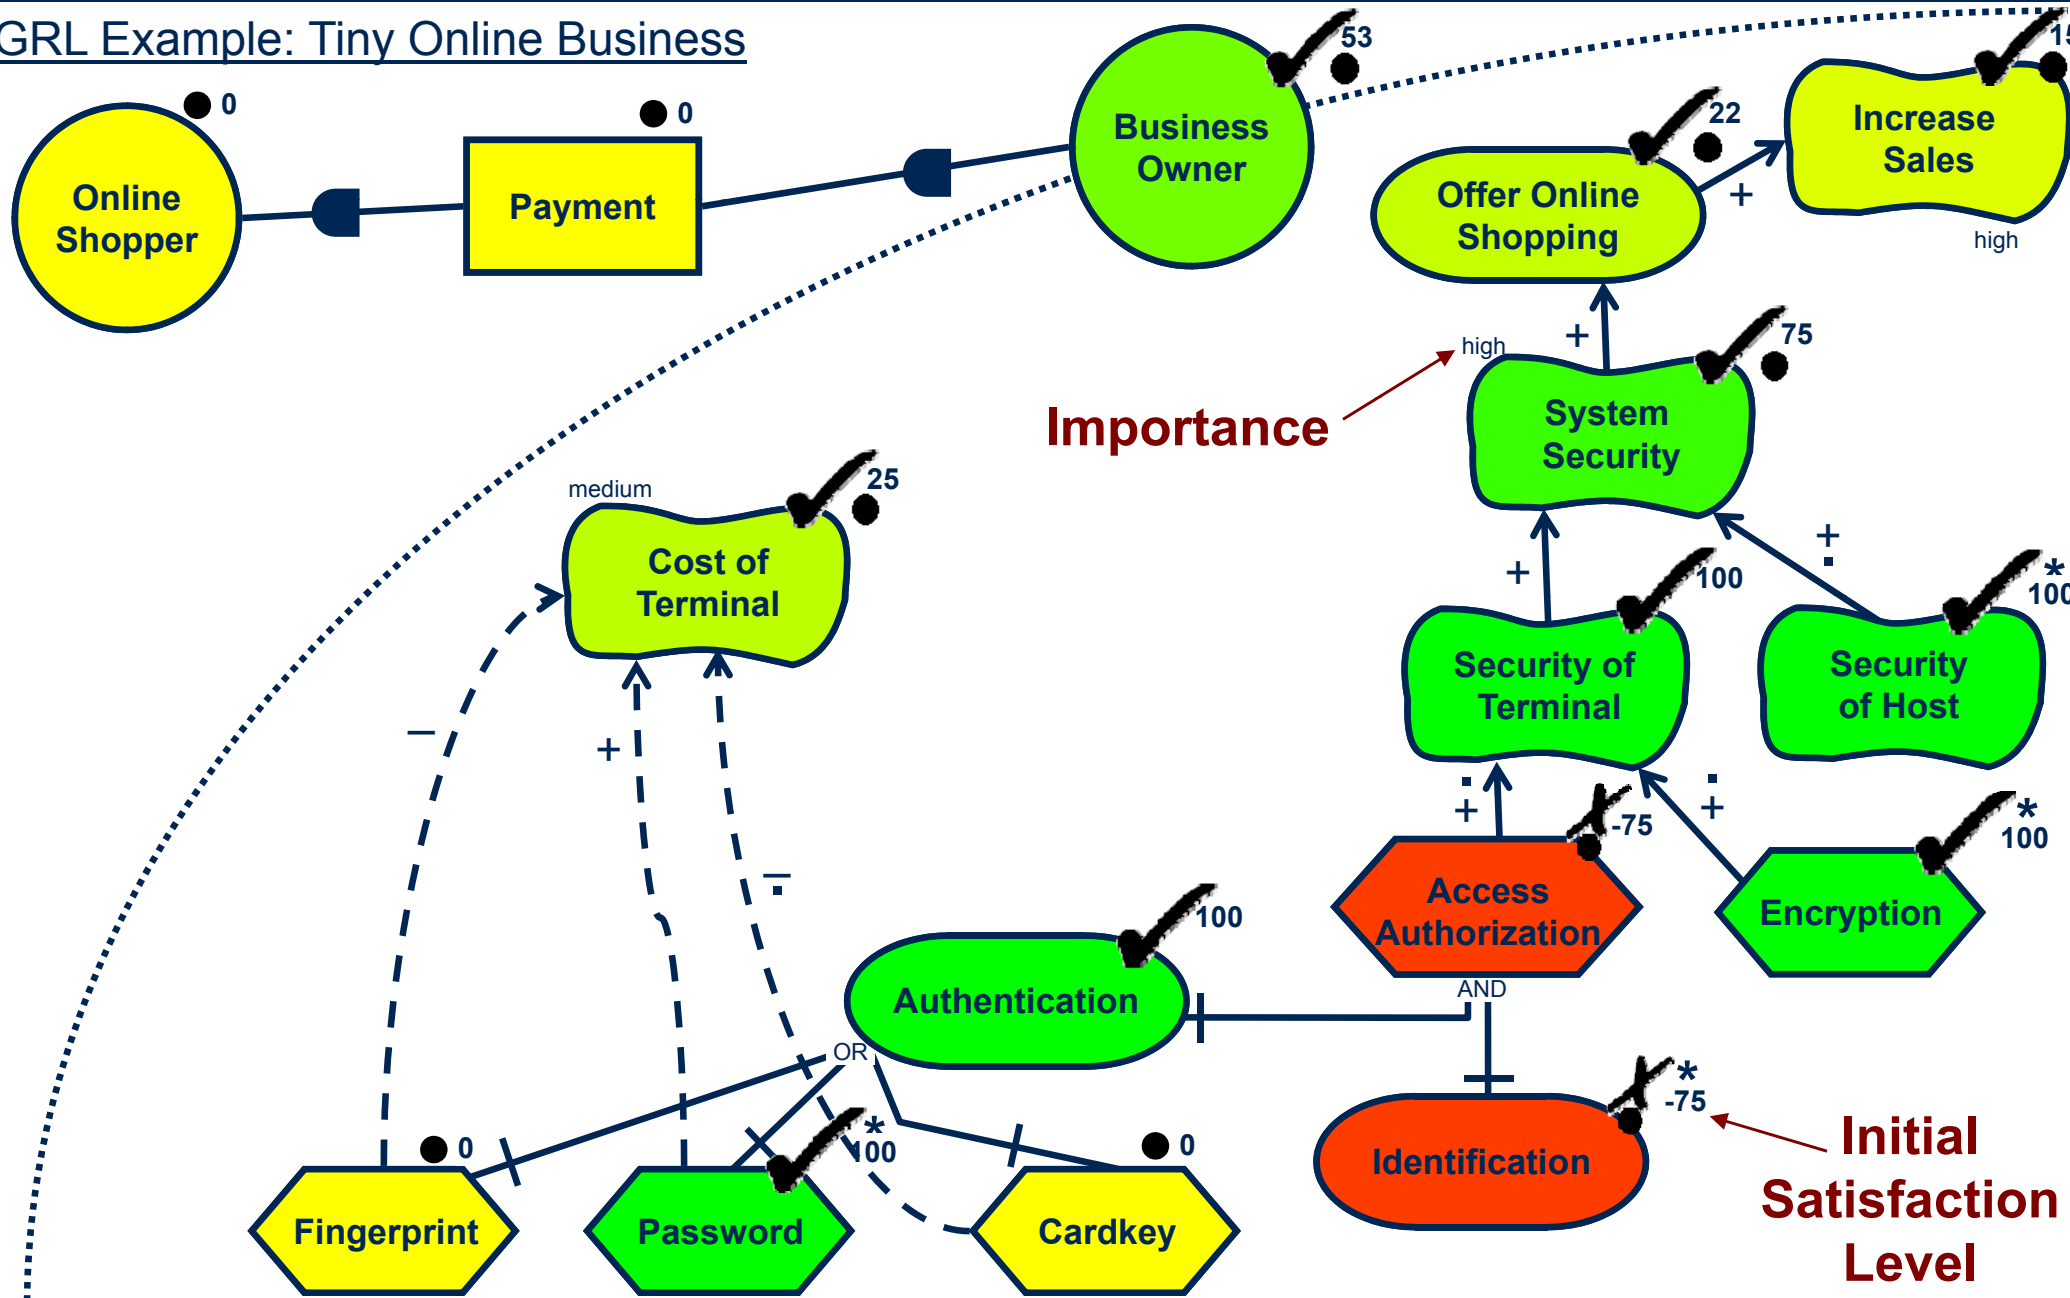 GRL Example: Tiny Online Business
53
15
0
0
22
Business
Owner
Increase
Sales
high
Online
Shopper
Payment
Offer Online
Shopping
+
+
high
75
Importance
System
Security
medium
25
Cost of
Terminal
+
+
100
*
100
Security of
Terminal
Security
of Host
–
+
–
+
+
-75
*
100
Access
Authorization
Encryption
100
Authentication
AND
OR
*
-75
0
*
100
0
Identification
Initial
Satisfaction
Level
Fingerprint
Password
Cardkey